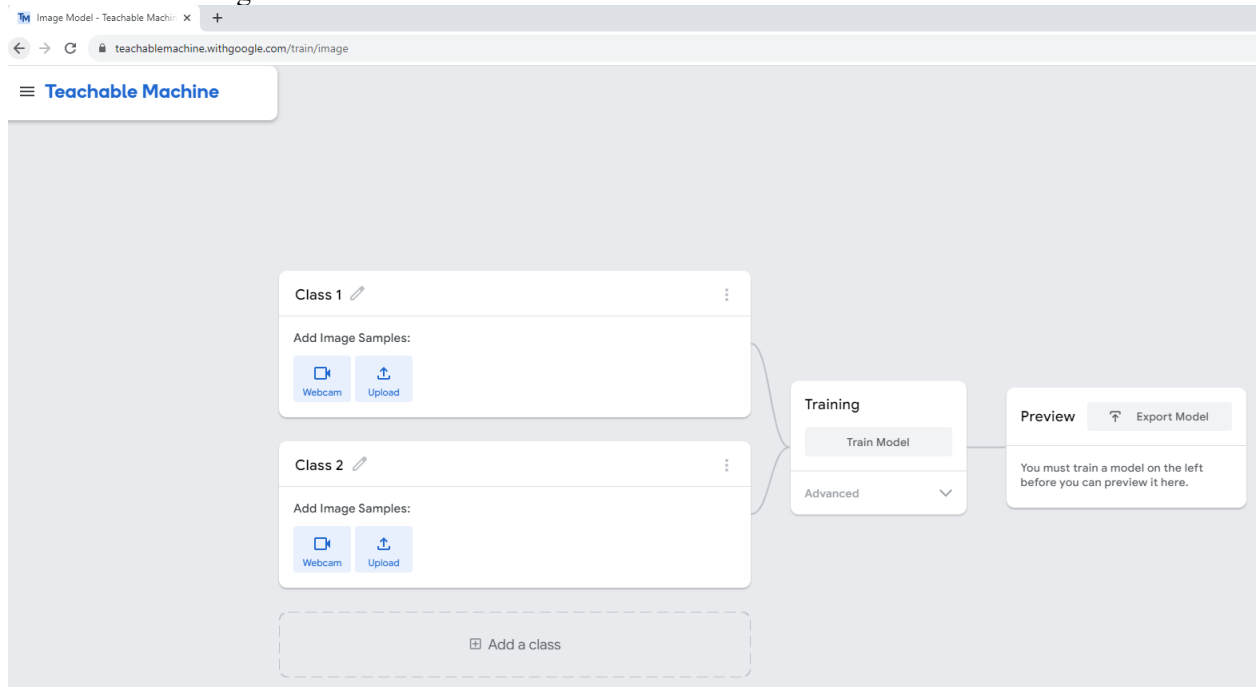 Image Model - Teachable Machin
teachablemachine.withgoogle.com/train/image
Teachable Machine
Class 1
Add Image Samples:
Webcam
Upload
Class 2
Add Image Samples:
Webcam
Upload
Add a class
Training
Train Model
Advanced
Preview
Export Model
You must train a model on the left
before you can preview it here.